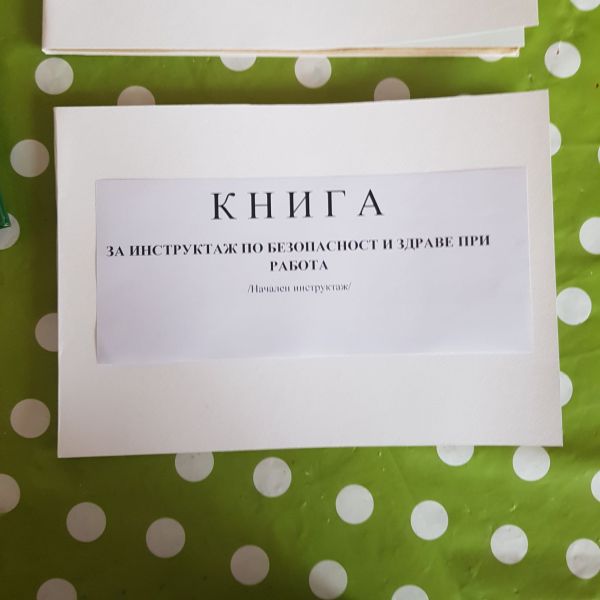 КНИГА
ЗА ИНСТРУКТАЖ ПО БЕЗОПАСНОСТ И ЗДРАВЕ ПРИ
РАБОТА
/Начален инструктаж/